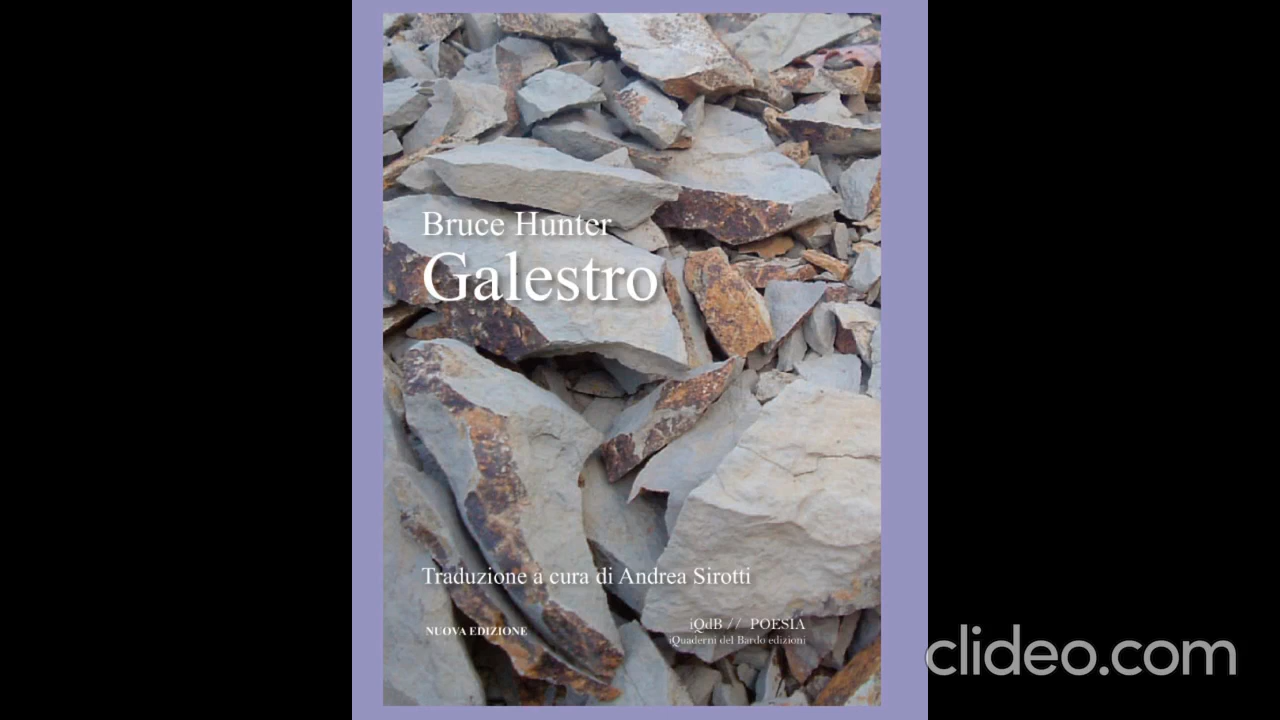 Bruce Hunter
Galestro
Traduzione a cura di Andrea Sirotti
NUOVA EDIZIONE
iQdB // POESIA
iQuaderni del Bardo edizioni
clideo.com